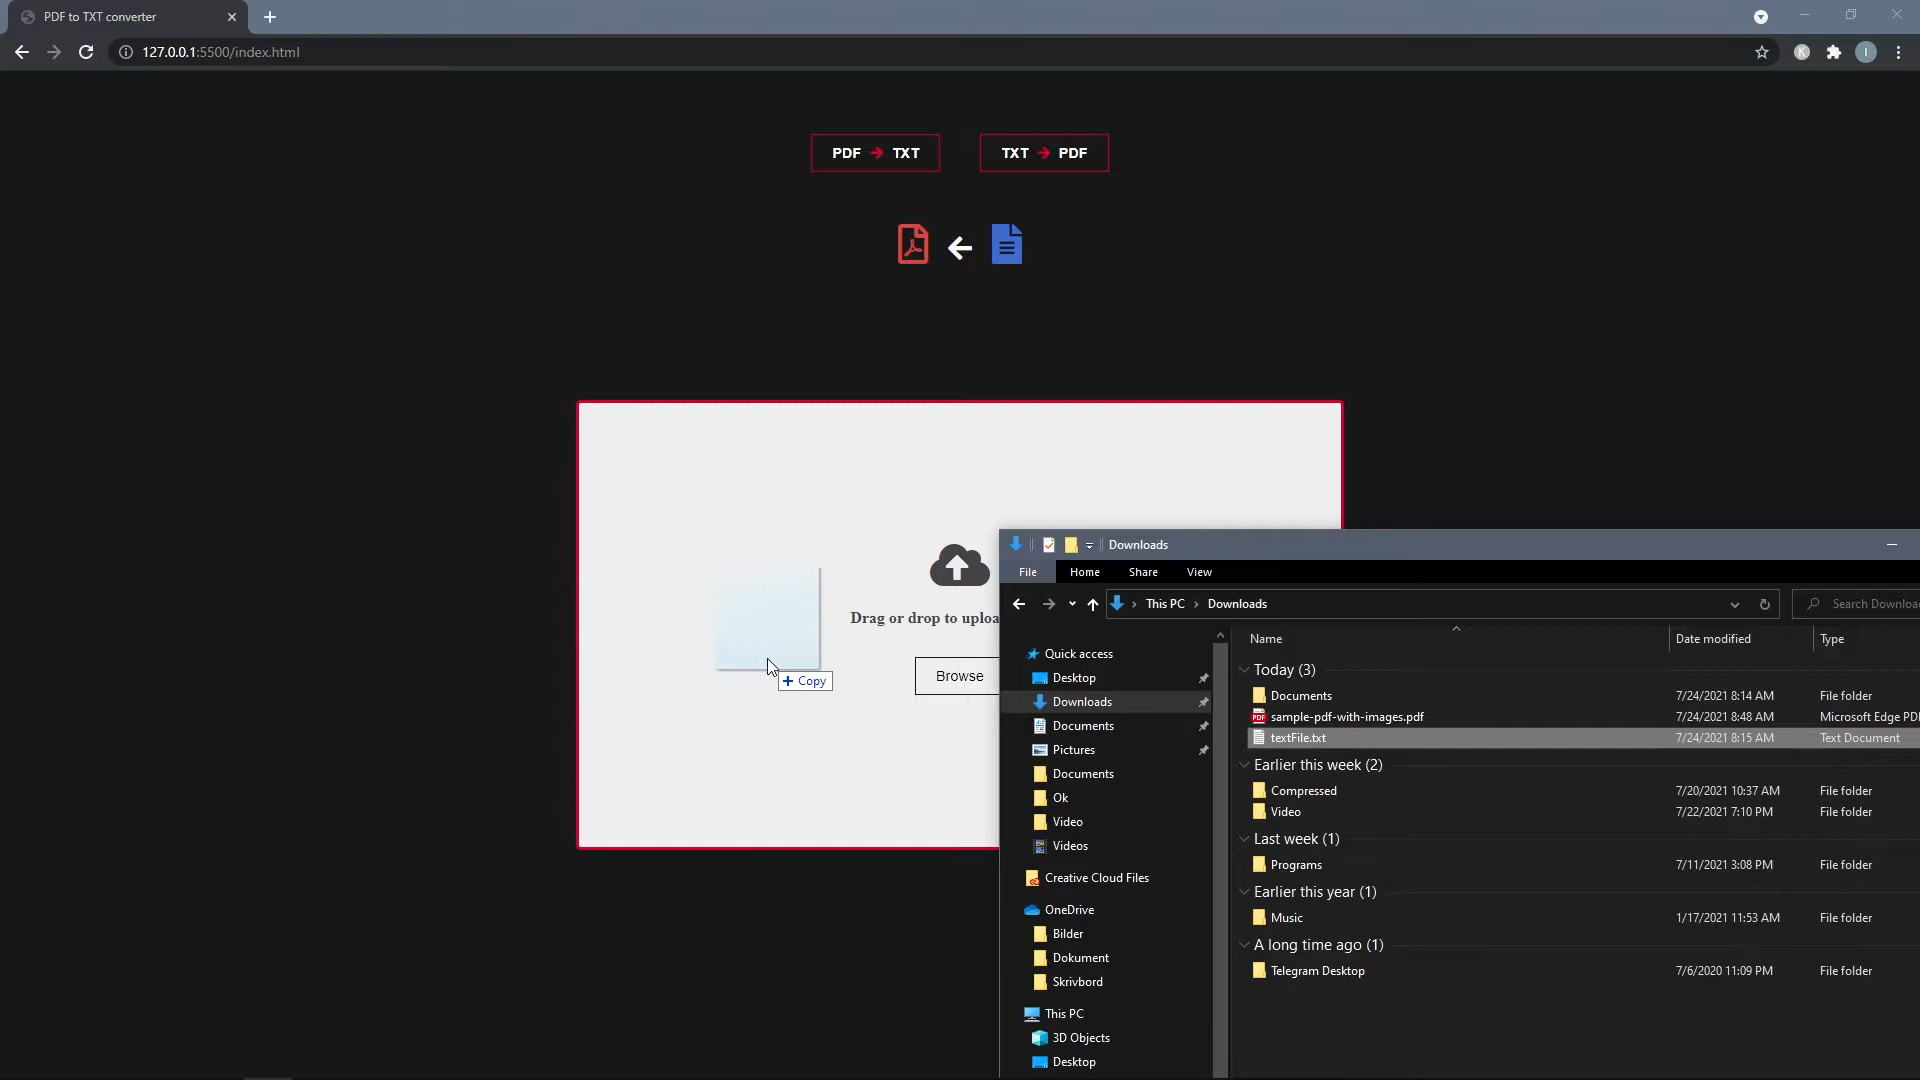 PDF to TXT converter
127.0.0.1:5500/index.html
K
I
PDF TXT
TXT PDF
Drag or drop to uploa
Browse
Copy
Downloads
File Home Share View
This PC > Downloads
Search Downloa
Quick access
Desktop
Downloads
Documents
Pictures
Documents
Ok
Video
Videos
Creative Cloud Files
OneDrive
Bilder
Dokument
Skrivbord
This PC
3D Objects
Desktop
Name Date modified Type
Today (3)
Documents 7/24/2021 8:14 AM File folder
PDF sample-pdf-with-images.pdf 7/24/2021 8:48 AM Microsoft Edge PD
textFile.txt 7/24/2021 8:15 AM Text Document
Earlier this week (2)
Compressed 7/20/2021 10:37 AM File folder
Video 7/22/2021 7:10 PM File folder
Last week (1)
Programs 7/11/2021 3:08 PM File folder
Earlier this year (1)
Music 1/17/2021 11:53 AM File folder
A long time ago (1)
Telegram Desktop 7/6/2020 11:09 PM File folder